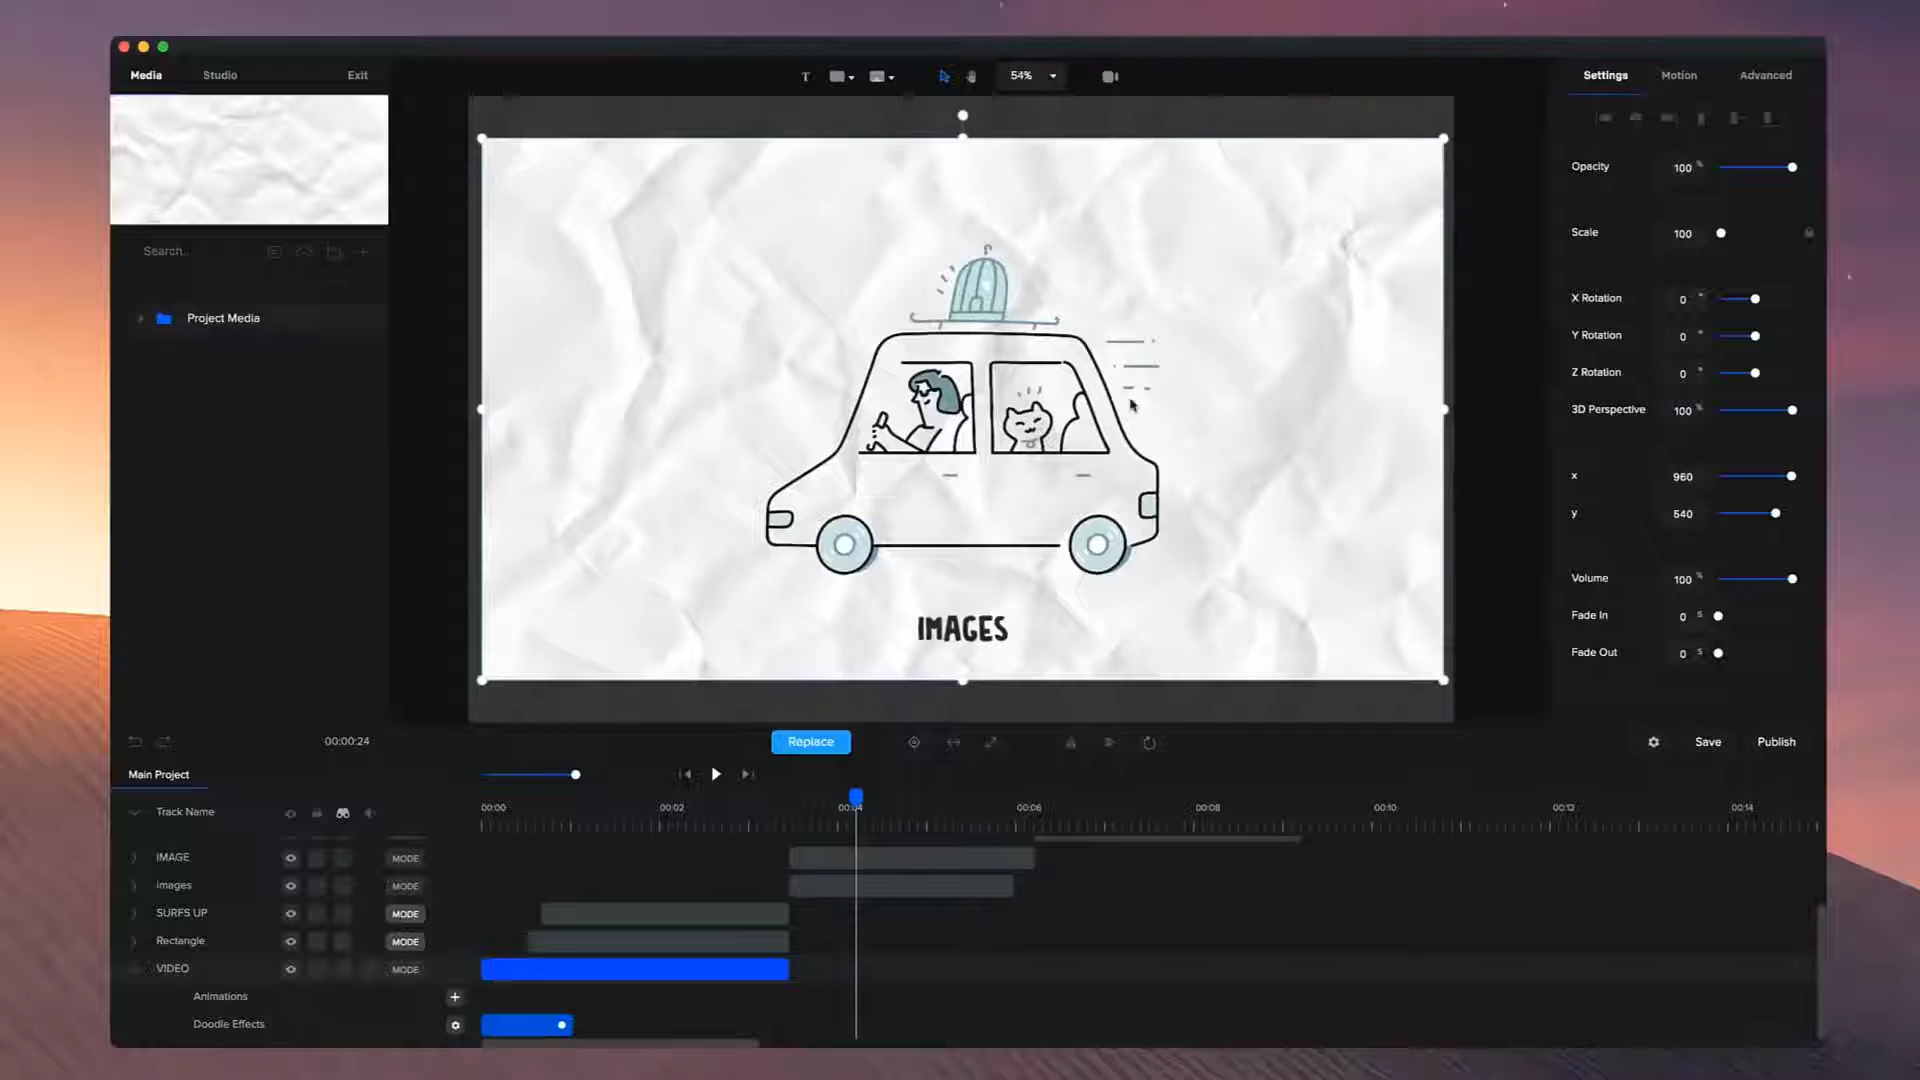 Media Studio Exit
T 54%
Settings Motion Advanced
Search...
Project Media
Opacity 100 %
Scale 100
X Rotation 0 °
Y Rotation 0 °
Z Rotation 0 °
3D Perspective 100 %
x 960
y 540
Volume 100 %
Fade In 0 s
Fade Out 0 s
IMAGES
00:00:24
Replace
Save Publish
Main Project
Track Name
00:00 00:02 00:04 00:06 00:08 00:10 00:12 00:14
IMAGE MODE
Images MODE
SURFS UP MODE
Rectangle MODE
VIDEO MODE
Animations
Doodle Effects